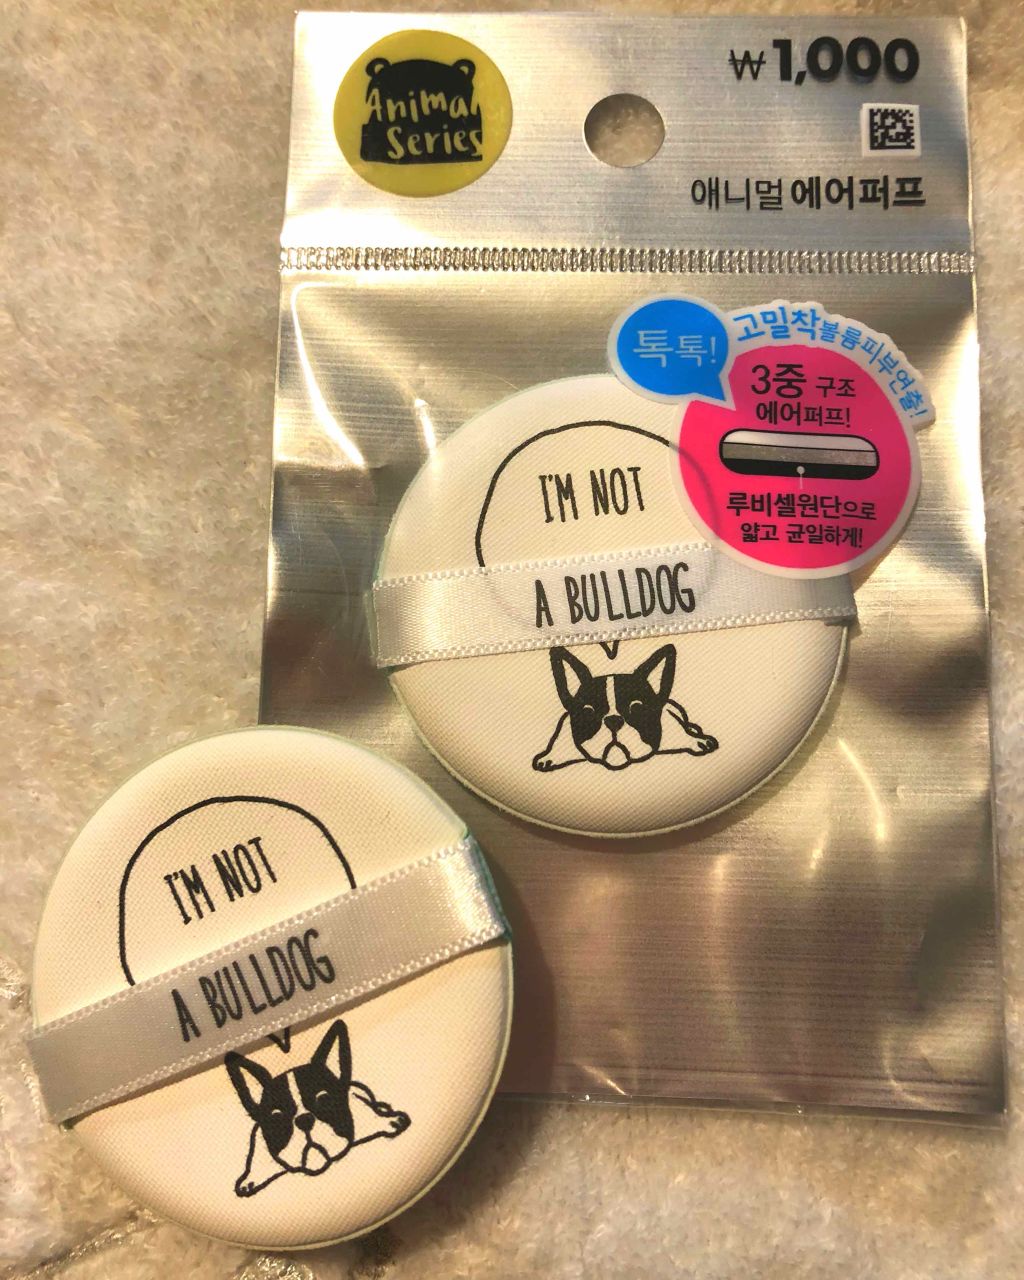 Animal
Series
₩1,000
애니멀 에어퍼프
톡톡!
고밀착볼륨피부연출!
3중 구조
에어퍼프!
루비셀원단으로
얇고 균일하게!
I'M NOT
A BULLDOG
I'M NOT
A BULLDOG